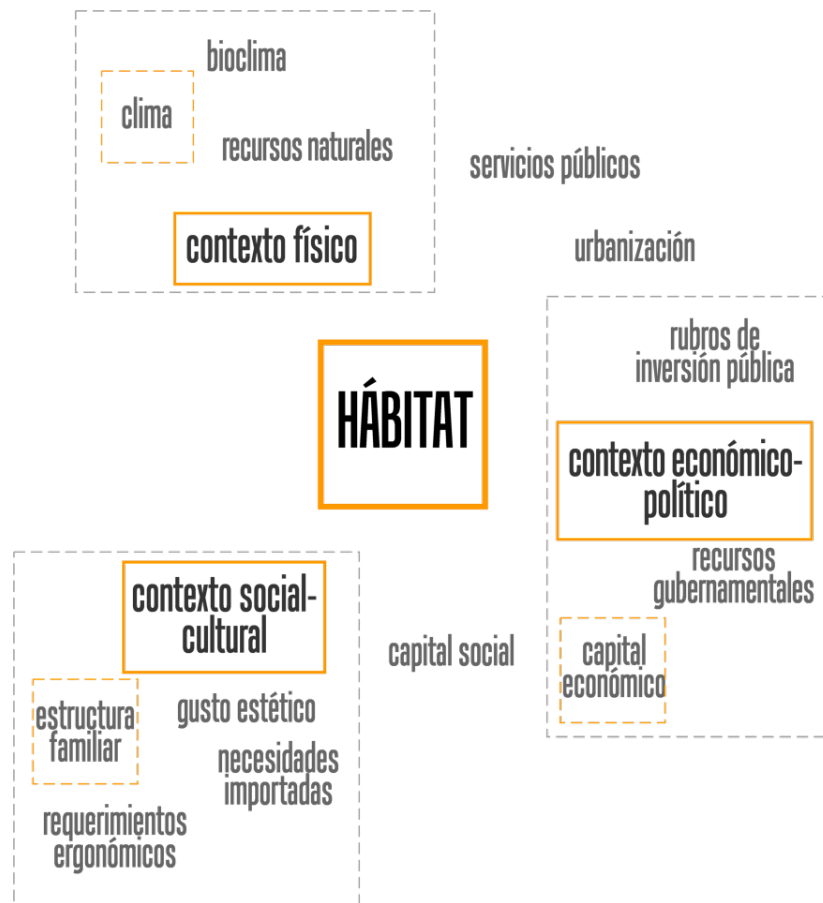 bioclima
clima
recursos naturales
contexto físico
servicios públicos
urbanización
rubros de
inversión pública
HÁBITAT
contexto económico-
político
recursos
gubernamentales
capital
económico
capital social
contexto social-
cultural
estructura
familiar
gusto estético
necesidades
importadas
requerimientos
ergonómicos